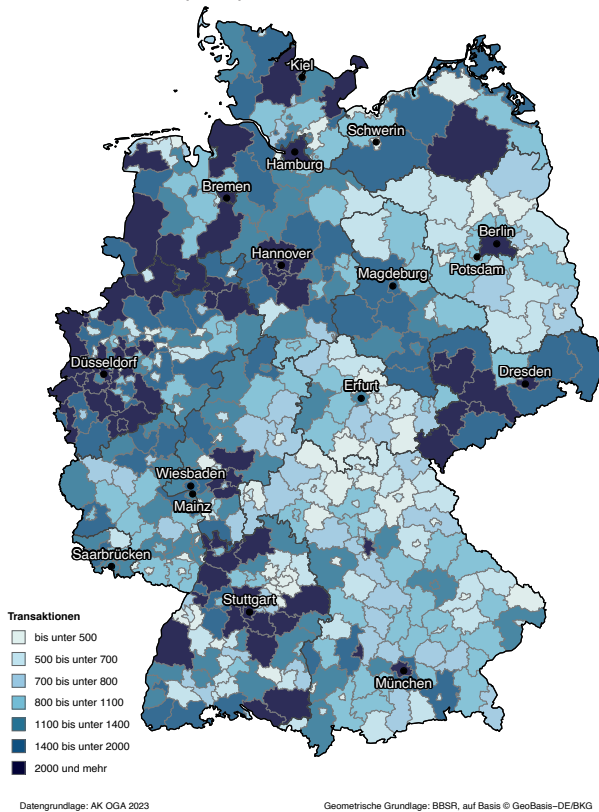 Kiel
Schwerin
Hamburg
Bremen
Berlin
Hannover
Potsdam
Magdeburg
Düsseldorf
Dresden
Erfurt
Wiesbaden
Mainz
Saarbrücken
Stuttgart
München
Transaktionen
bis unter 500
500 bis unter 700
700 bis unter 800
800 bis unter 1100
1100 bis unter 1400
1400 bis unter 2000
2000 und mehr
Datengrundlage: AK OGA 2023
Geometrische Grundlage: BBSR, auf Basis © GeoBasis−DE/BKG